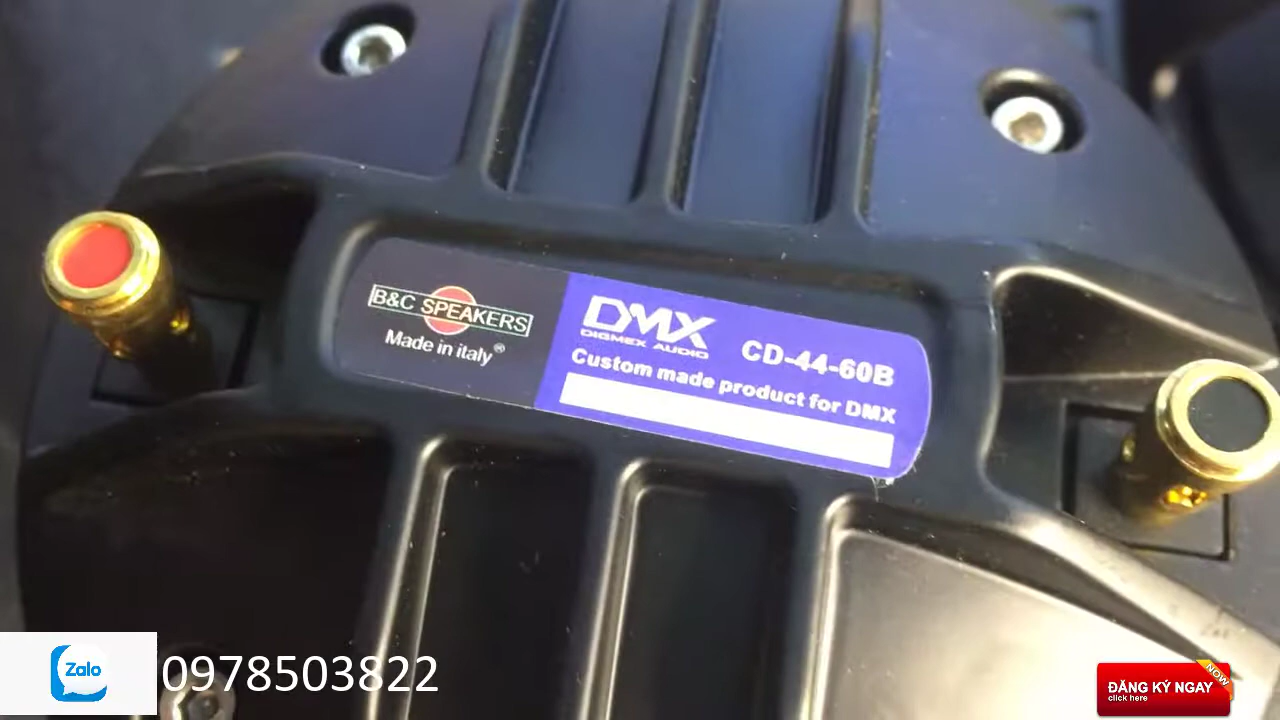 B&C SPEAKERS
Made in italy®
DMX
DIGMEX AUDIO
CD-44-60B
Custom made product for DMX
Zalo
0978503822
NOW
ĐĂNG KÝ NGAY
click here